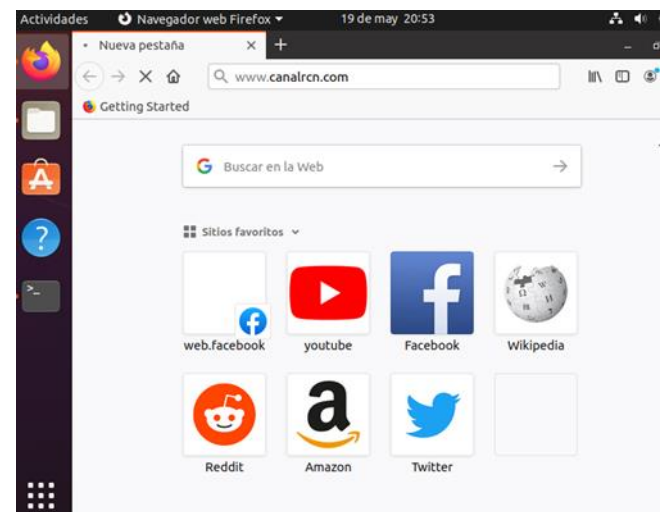 Actividades Navegador web Firefox 19 de may 20:53
Nueva pestaña
www.canalrcn.com
Getting Started
Buscar en la Web
Sitios favoritos
web.facebook youtube Facebook Wikipedia
Reddit Amazon Twitter